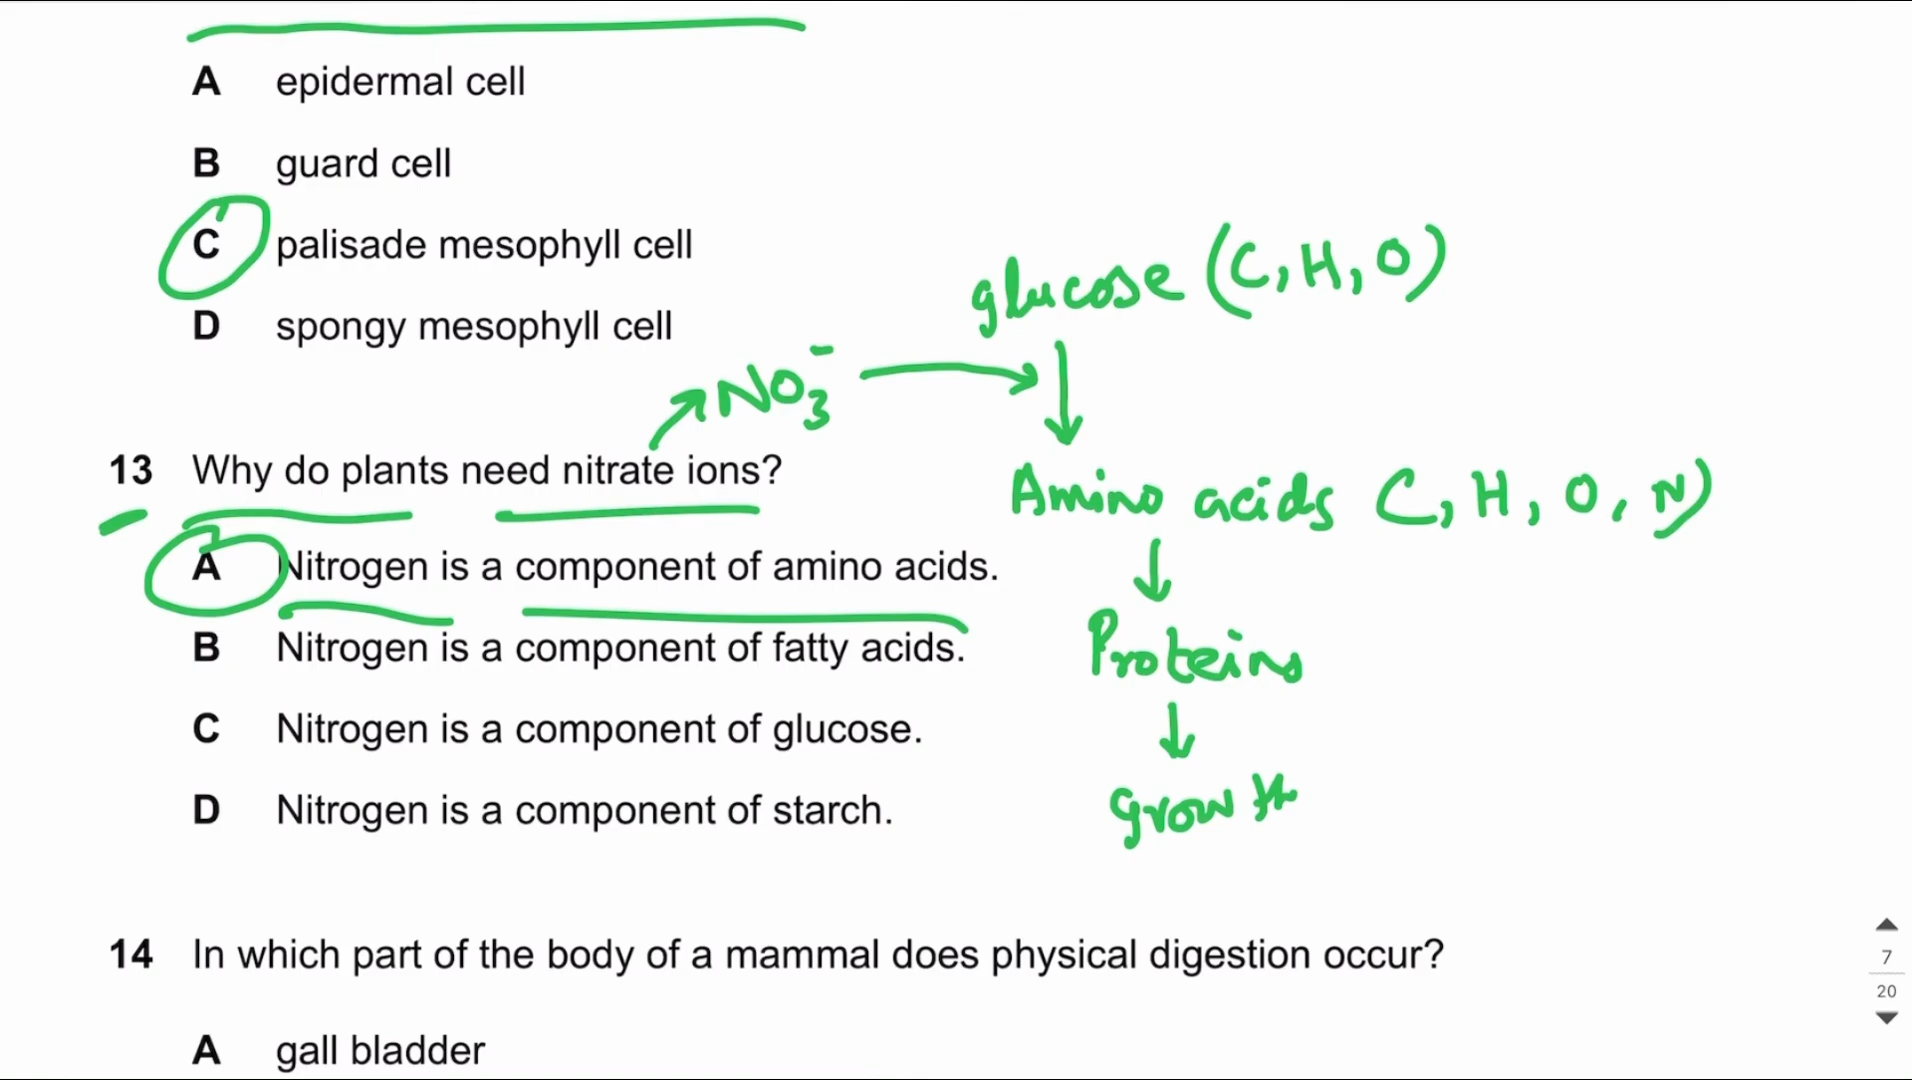 A epidermal cell
B guard cell
C palisade mesophyll cell
glucose (C, H, O)
D spongy mesophyll cell
NO3-
13 Why do plants need nitrate ions?
Amino acids C, H, O, N)
A Nitrogen is a component of amino acids.
B Nitrogen is a component of fatty acids.
Proteins
C Nitrogen is a component of glucose.
D Nitrogen is a component of starch.
Growth
14 In which part of the body of a mammal does physical digestion occur?
7
20
A gall bladder